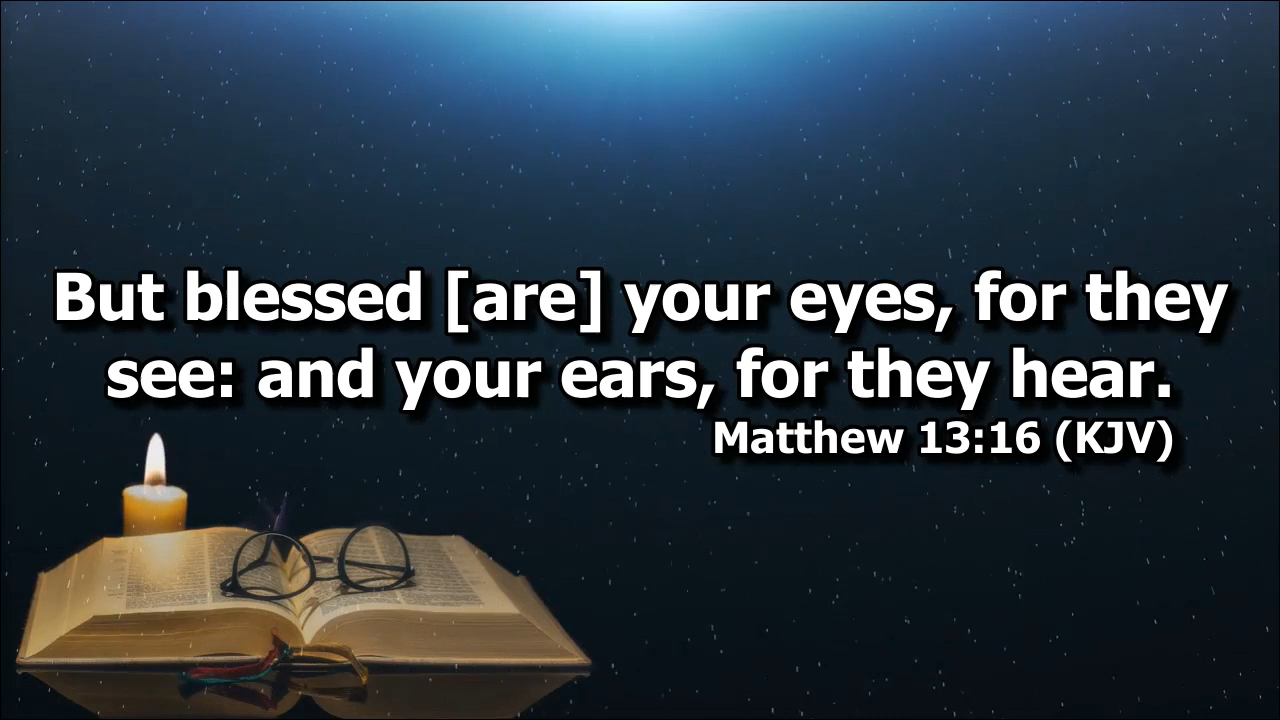 But blessed [are] your eyes, for they
see: and your ears, for they hear.
Matthew 13:16 (KJV)